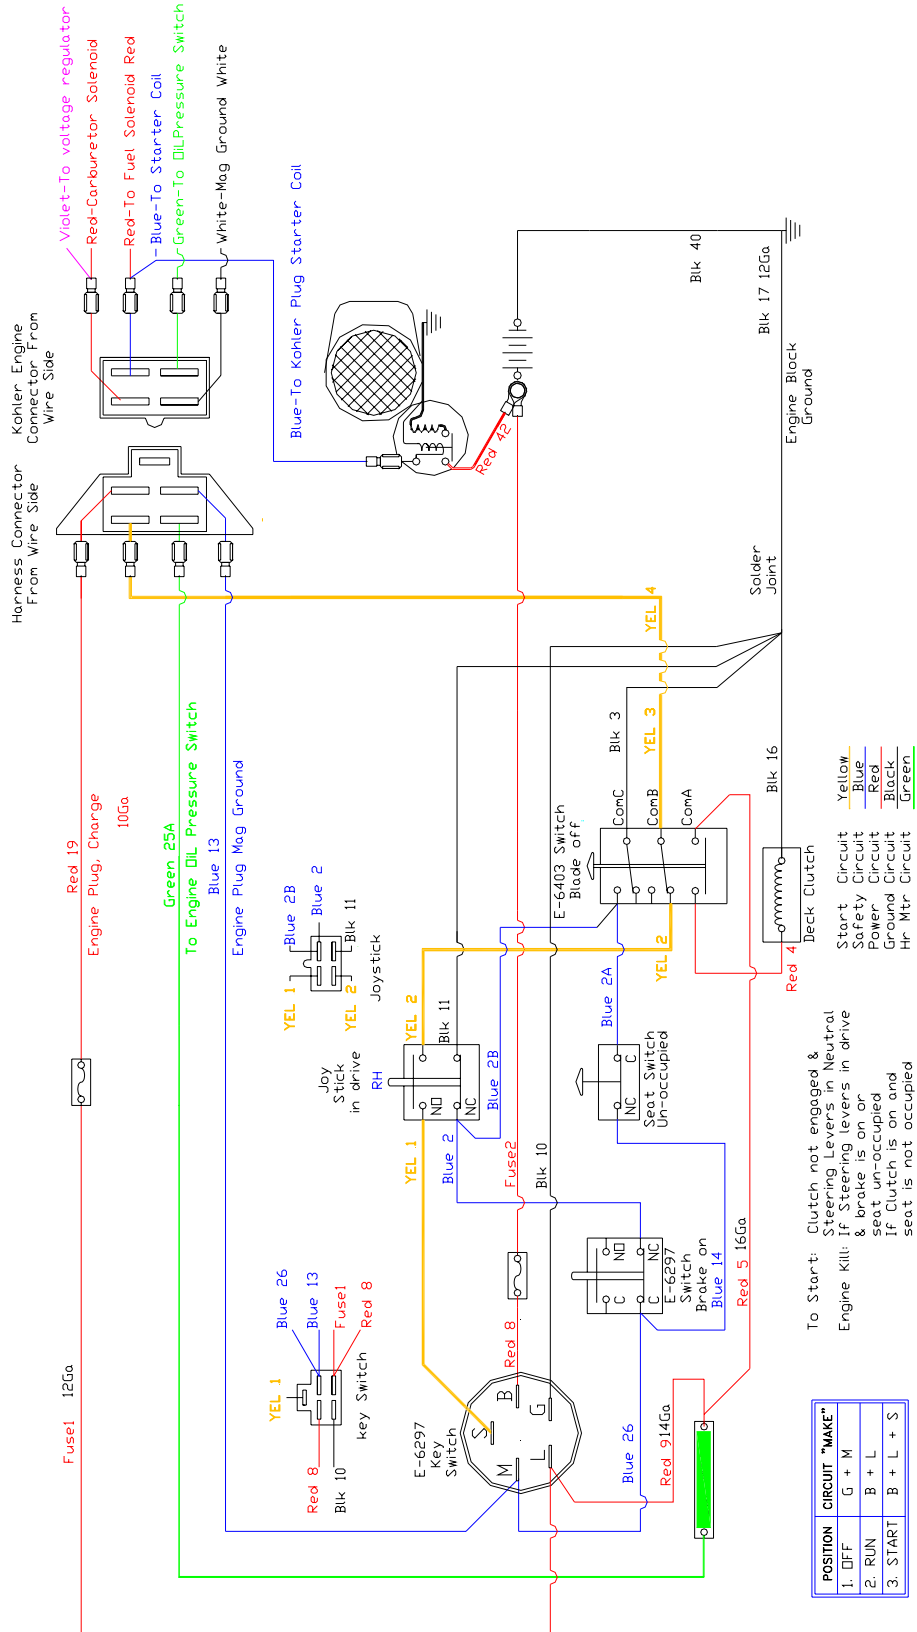 Violet-To voltage regulator
Red-Carburetor Solenoid
Red-To Fuel Solenoid Red
Blue-To Starter Coil
Green-To OiLPressure Switch
White-Mag Ground White
Kohler Engine
Connector From
Wire Side
Harness Connector
From Wire Side
Blue-To Kohler Plug Starter Coil
Red 42
Blk 40
Blk 17 12Ga
Engine Block
Ground
Solder
Joint
YEL 4
YEL 3
Blk 3
Blk 16
Red 19
Engine Plug, Charge
10Ga
Green 25A
To Engine OiL Pressure Switch
Blue 13
Engine Plug Mag Ground
Blue 2B
Blue 2
YEL 1
YEL 2
Blk 11
Joystick
E-6403 Switch
Blade off
ComC
ComB
ComA
Deck Clutch
Red 4
YEL 2
Blue 2A
YEL 2
Blk 11
Joy
Stick
in drive
RH
NO
NC
Blue 2B
YEL 1
Blue 2
C
NC
Seat Switch
Un-occupied
Fuse2
Blk 10
NO
NC
C
C
E-6297
Switch
Brake on
Blue 14
Red 5 16Ga
Fuse1 12Ga
Blue 26
Blue 13
Fuse1
Red 8
YEL 1
Red 8
Blk 10
key Switch
Red 8
E-6297
Key
Switch
B
G
S
M
L
Blue 26
Red 9 14Ga
Start Circuit Yellow
Safety Circuit Blue
Power Circuit Red
Ground Circuit Black
Hr Mtr Circuit Green
To Start: Clutch not engaged &
Steering Levers in Neutral
Engine Kill: If Steering levers in drive
& brake is on or
seat un-occupied
If Clutch is on and
seat is not occupied
POSITION CIRCUIT "MAKE"
1. OFF G + M
2. RUN B + L
3. START B + L + S